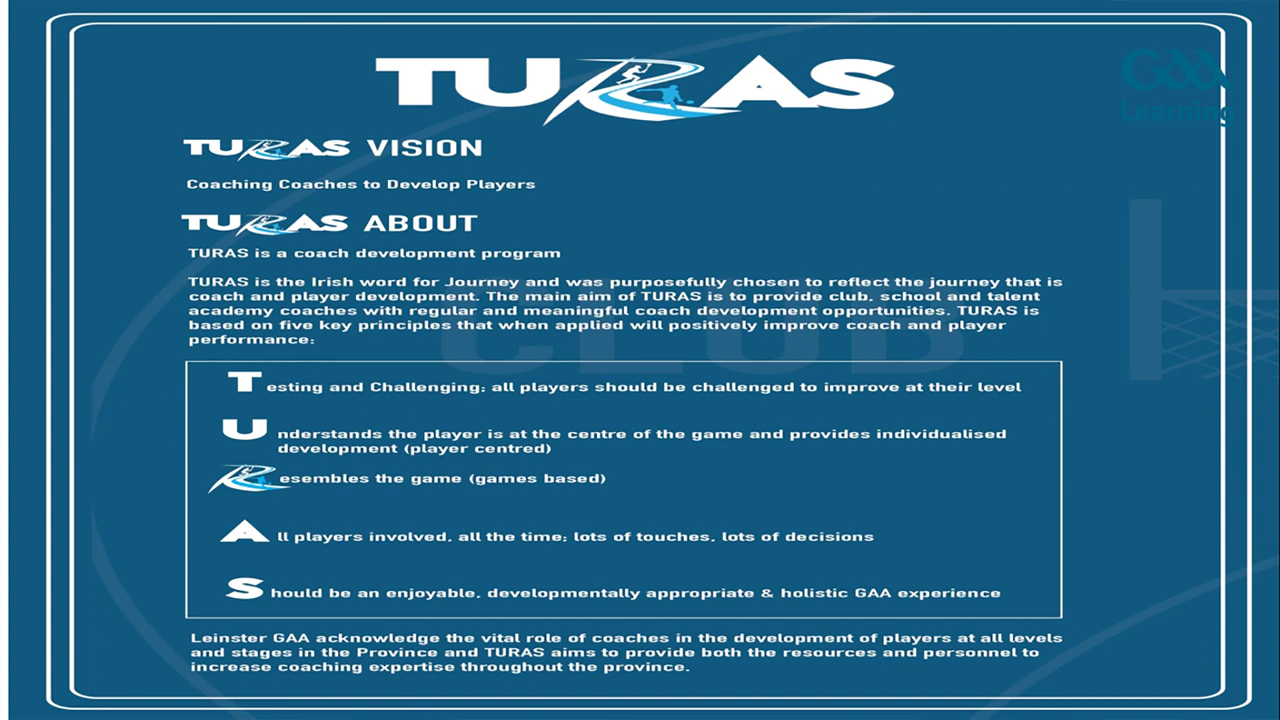 TURAS
GAA
Learning
TURAS VISION
Coaching Coaches to Develop Players
TURAS ABOUT
TURAS is a coach development program
TURAS is the Irish word for Journey and was purposefully chosen to reflect the journey that is
coach and player development. The main aim of TURAS is to provide club, school and talent
academy coaches with regular and meaningful coach development opportunities. TURAS is
based on five key principles that when applied will positively improve coach and player
performance:
CLUB
Testing and Challenging; all players should be challenged to improve at their level
Understands the player is at the centre of the game and provides individualised
development (player centred)
Resembles the game (games based)
All players involved, all the time; lots of touches, lots of decisions
Should be an enjoyable, developmentally appropriate & holistic GAA experience
Leinster GAA acknowledge the vital role of coaches in the development of players at all levels
and stages in the Province and TURAS aims to provide both the resources and personnel to
increase coaching expertise throughout the province.